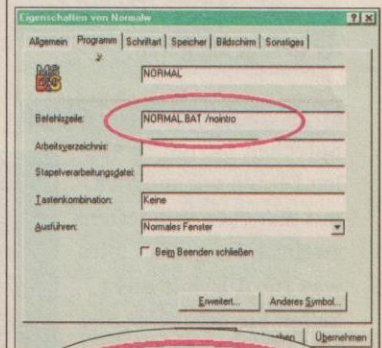 Eigenschaften von Normalw
Allgemein Programm Schriftart Speicher Bildschirm Sonstiges
MS
NORMAL
Befehlszeile: NORMAL.BAT /nointro
Arbeitsverzeichnis:
Stapelverarbeitungsdatei:
Tastenkombination: Keine
Ausführen: Normales Fenster
Beim Beenden schließen
Erweitert... Anderes Symbol...
Übernehmen